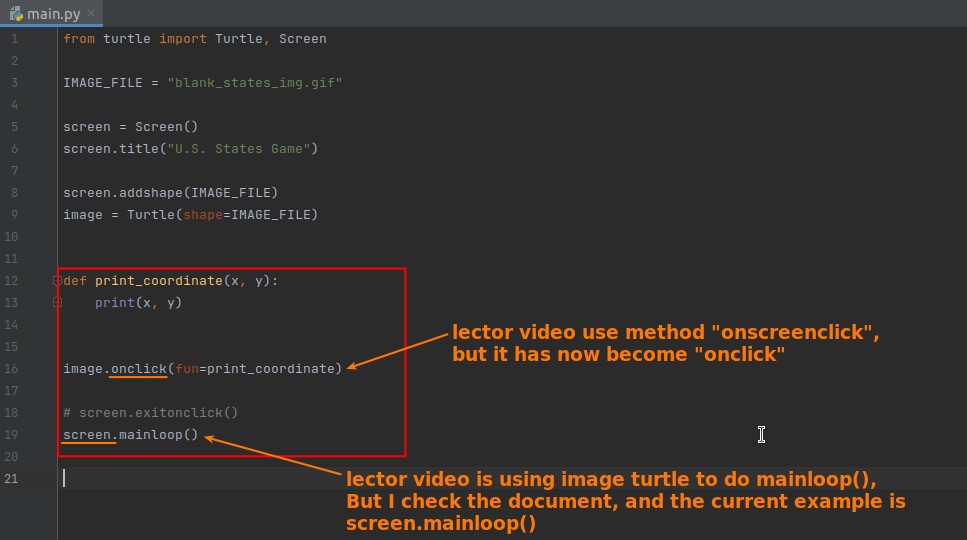 main.py
1 from turtle import Turtle, Screen
2
3 IMAGE_FILE = "blank_states_img.gif"
4
5 screen = Screen()
6 screen.title("U.S. States Game")
7
8 screen.addshape(IMAGE_FILE)
9 image = Turtle(shape=IMAGE_FILE)
10
11
12 def print_coordinate(x, y):
13     print(x, y)
14
lector video use method "onscreenclick",
15
but it has now become "onclick"
16 image.onclick(fun=print_coordinate)
17
18 # screen.exitonclick()
19 screen.mainloop()
20
21
lector video is using image turtle to do mainloop(),
But I check the document, and the current example is
screen.mainloop()